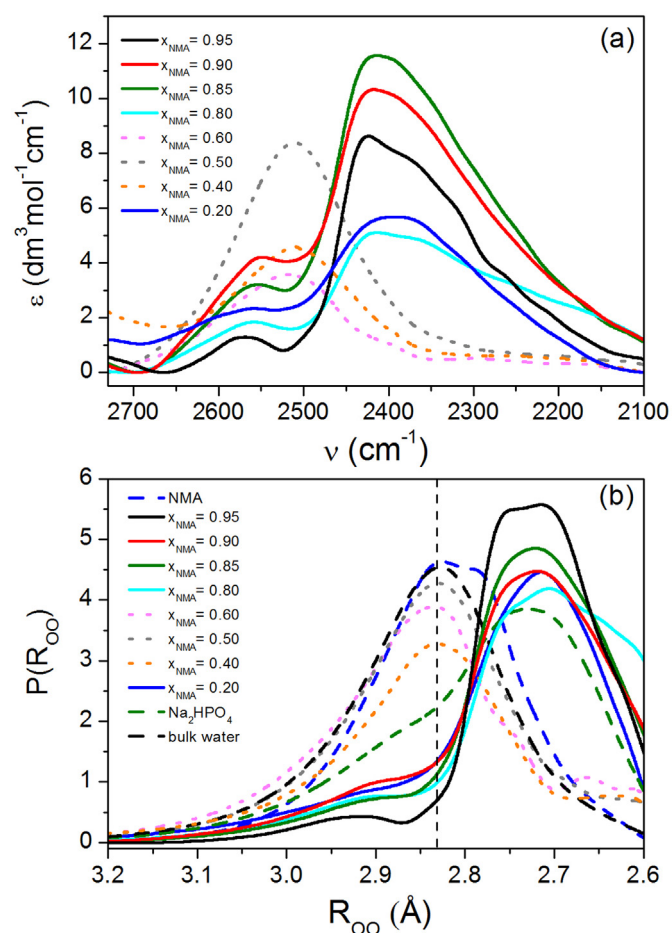 (a)
x_NMA = 0.95
x_NMA = 0.90
x_NMA = 0.85
x_NMA = 0.80
x_NMA = 0.60
x_NMA = 0.50
x_NMA = 0.40
x_NMA = 0.20
12
10
8
6
4
2
0
ε (dm³mol⁻¹cm⁻¹)
2700 2600 2500 2400 2300 2200 2100
ν (cm⁻¹)
(b)
NMA
x_NMA = 0.95
x_NMA = 0.90
x_NMA = 0.85
x_NMA = 0.80
x_NMA = 0.60
x_NMA = 0.50
x_NMA = 0.40
x_NMA = 0.20
Na₂HPO₄
bulk water
6
5
4
3
2
1
0
P(R_OO)
3.2 3.1 3.0 2.9 2.8 2.7 2.6
R_OO (Å)